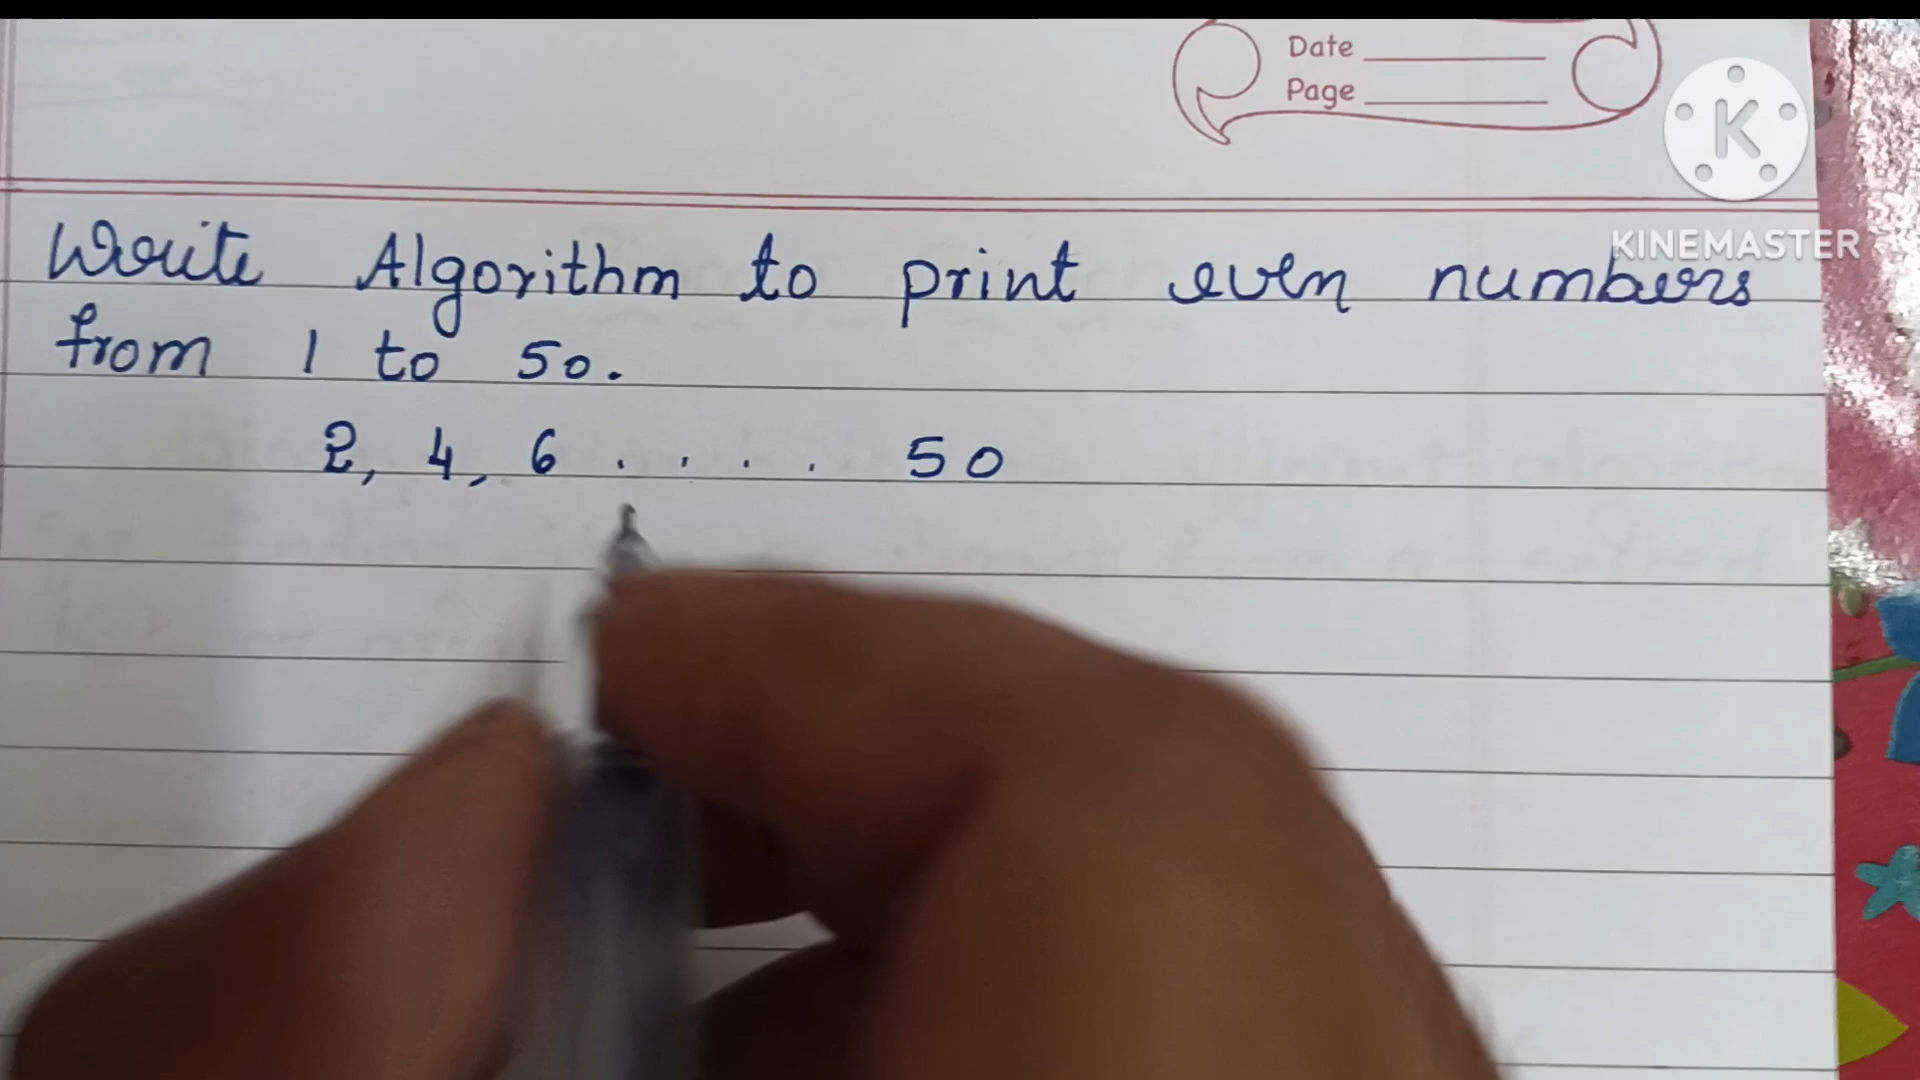 Date
Page
K
KINEMASTER
Write Algorithm to print even numbers
from 1 to 50.
2, 4, 6 . . . . 50